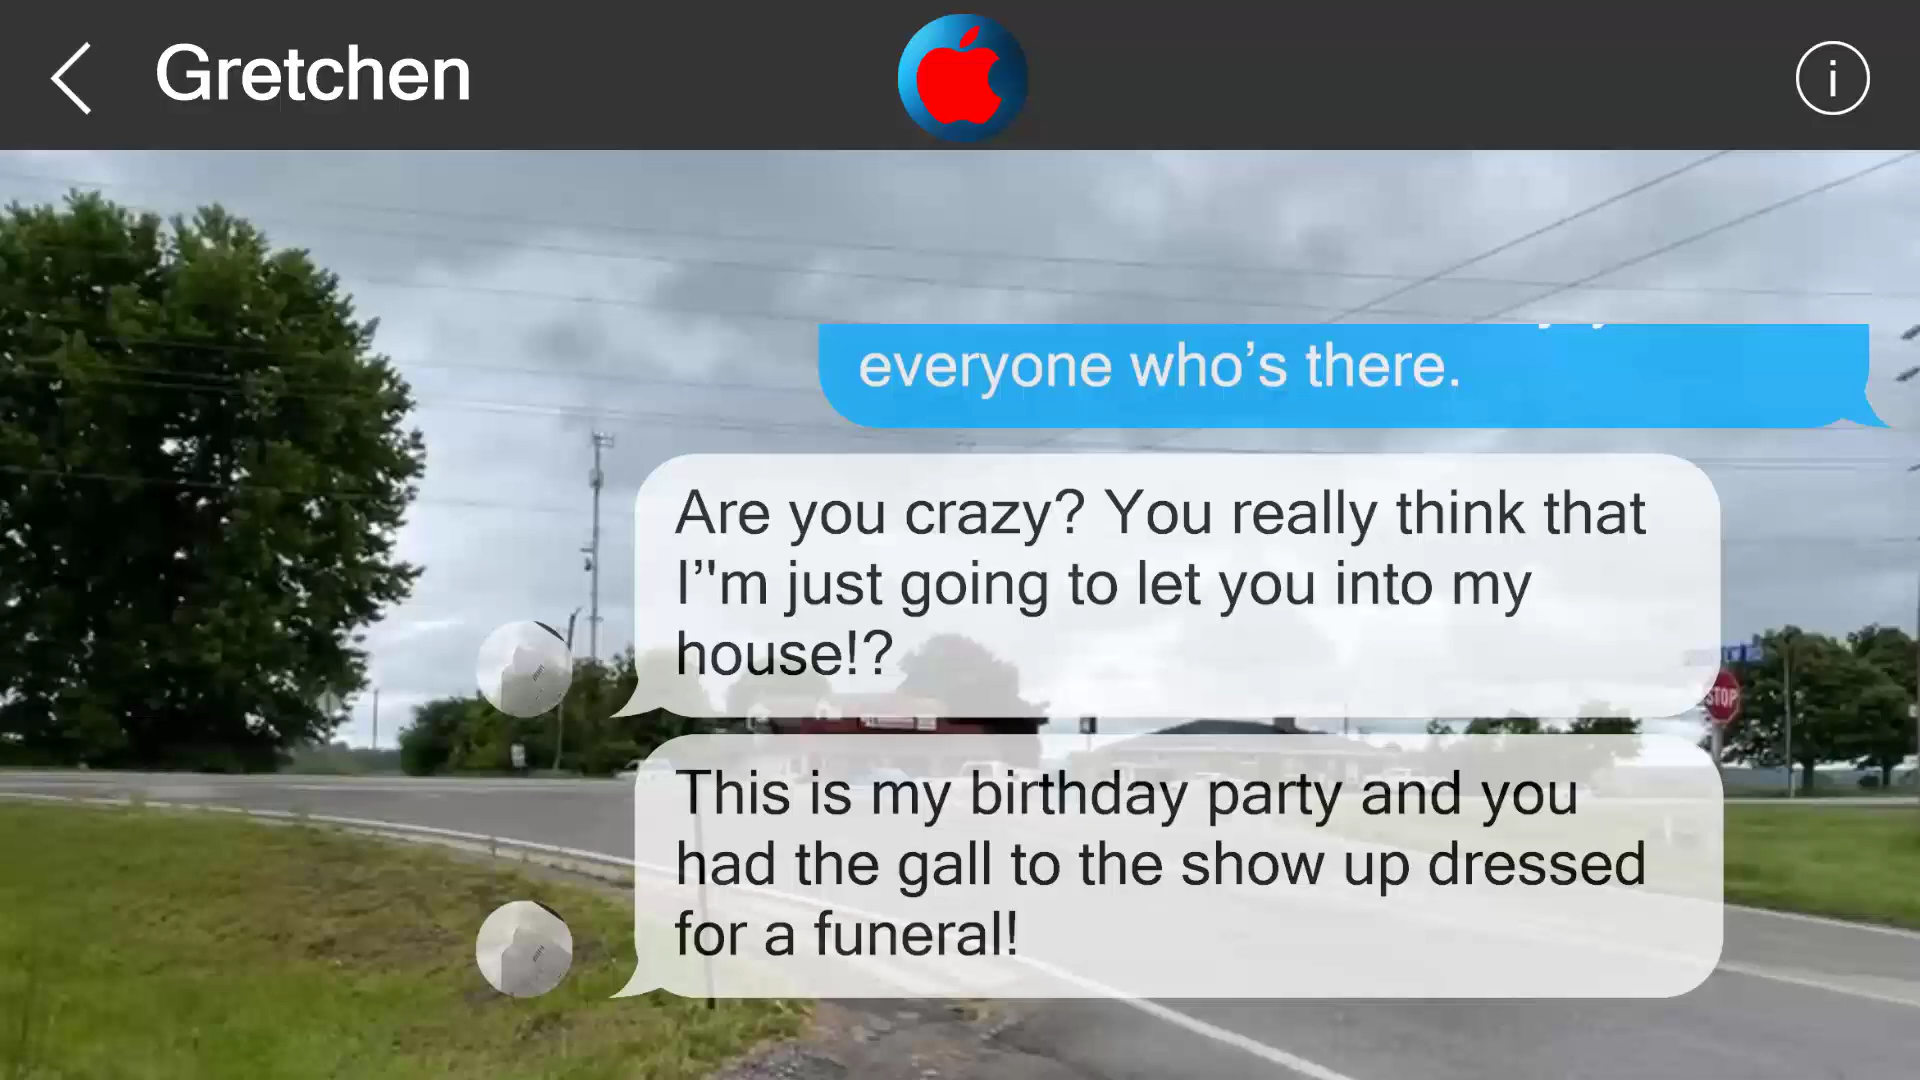 Gretchen
i
everyone who’s there.
Are you crazy? You really think that
I’'m just going to let you into my
house!?
STOP
This is my birthday party and you
had the gall to the show up dressed
for a funeral!